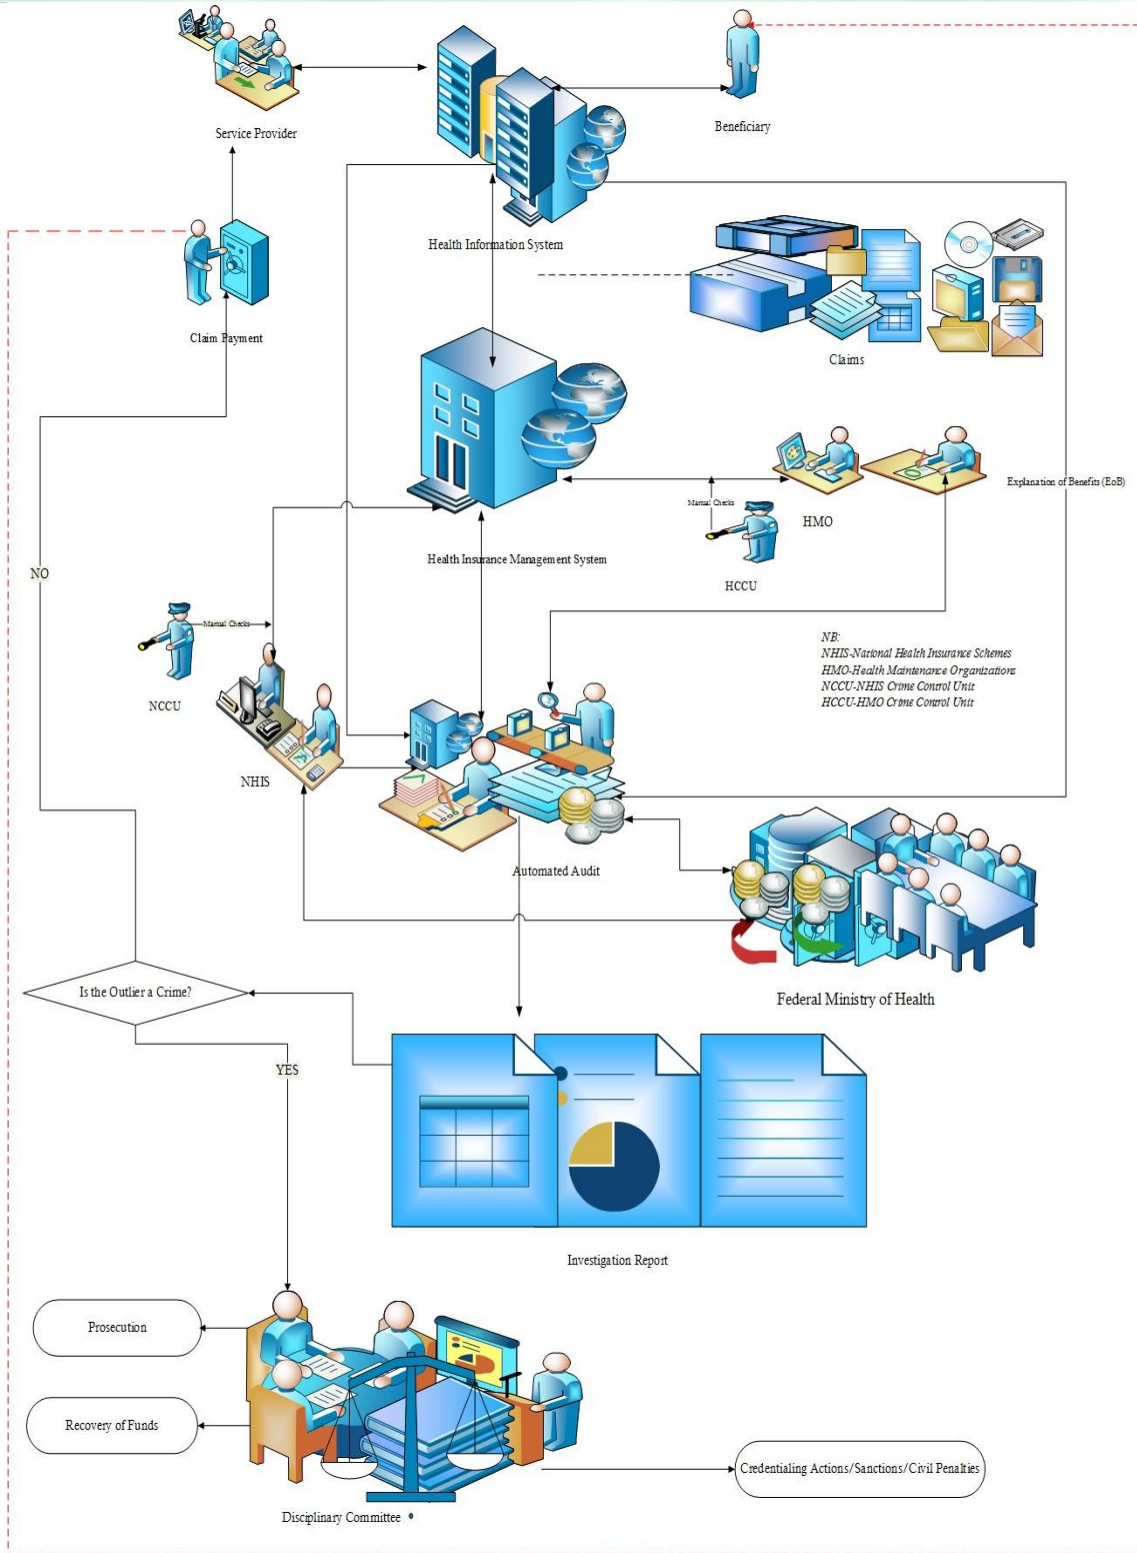 Service Provider
Beneficiary
Health Information System
Claim Payment
Claims
Explanation of Benefits (EoB)
Manual Checks
HMO
Health Insurance Management System
HCCU
NO
Manual Checks
NB:
NHIS-National Health Insurance Schemes
HMO-Health Maintenance Organizations
NCCU-NHIS Crime Control Unit
HCCU-HMO Crime Control Unit
NCCU
NHIS
Automated Audit
Is the Outlier a Crime?
Federal Ministry of Health
YES
Investigation Report
Prosecution
Recovery of Funds
Credentialing Actions/Sanctions/Civil Penalties
Disciplinary Committee